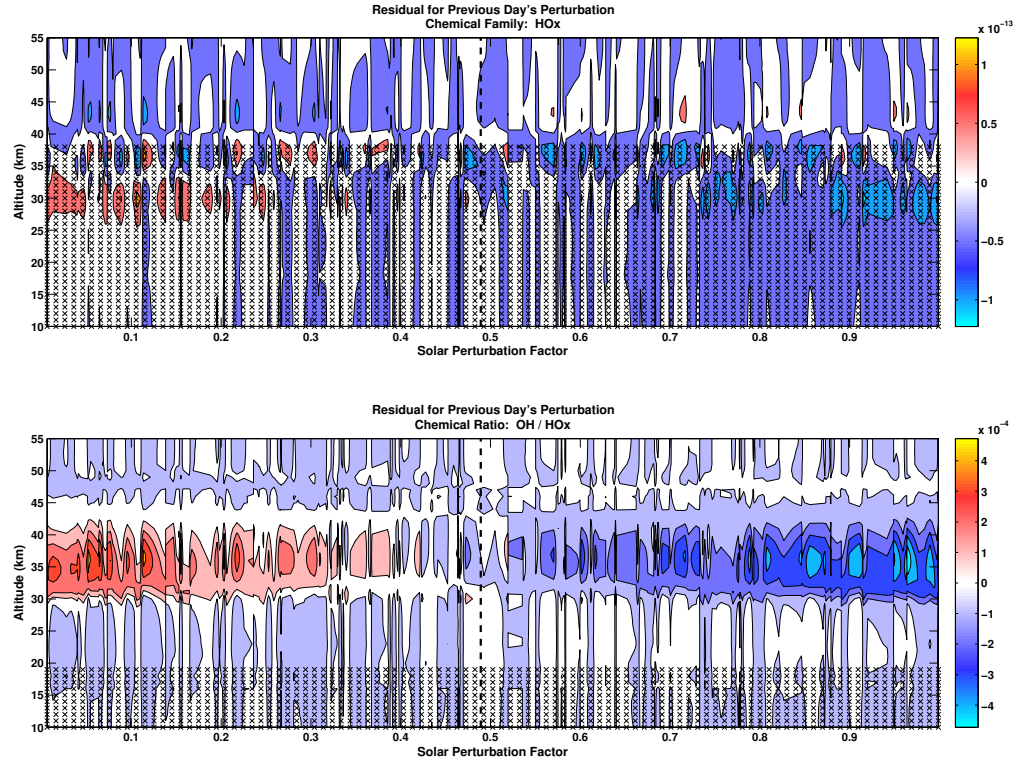 Residual for Previous Day's Perturbation
Chemical Family: HOx
x 10⁻¹³
55
50
45
40
35
30
25
20
15
10
Altitude (km)
0.1 0.2 0.3 0.4 0.5 0.6 0.7 0.8 0.9
Solar Perturbation Factor
1
0.5
0
−0.5
−1
Residual for Previous Day's Perturbation
Chemical Ratio: OH / HOx
x 10⁻⁴
55
50
45
40
35
30
25
20
15
10
Altitude (km)
0.1 0.2 0.3 0.4 0.5 0.6 0.7 0.8 0.9
Solar Perturbation Factor
4
3
2
1
0
−1
−2
−3
−4